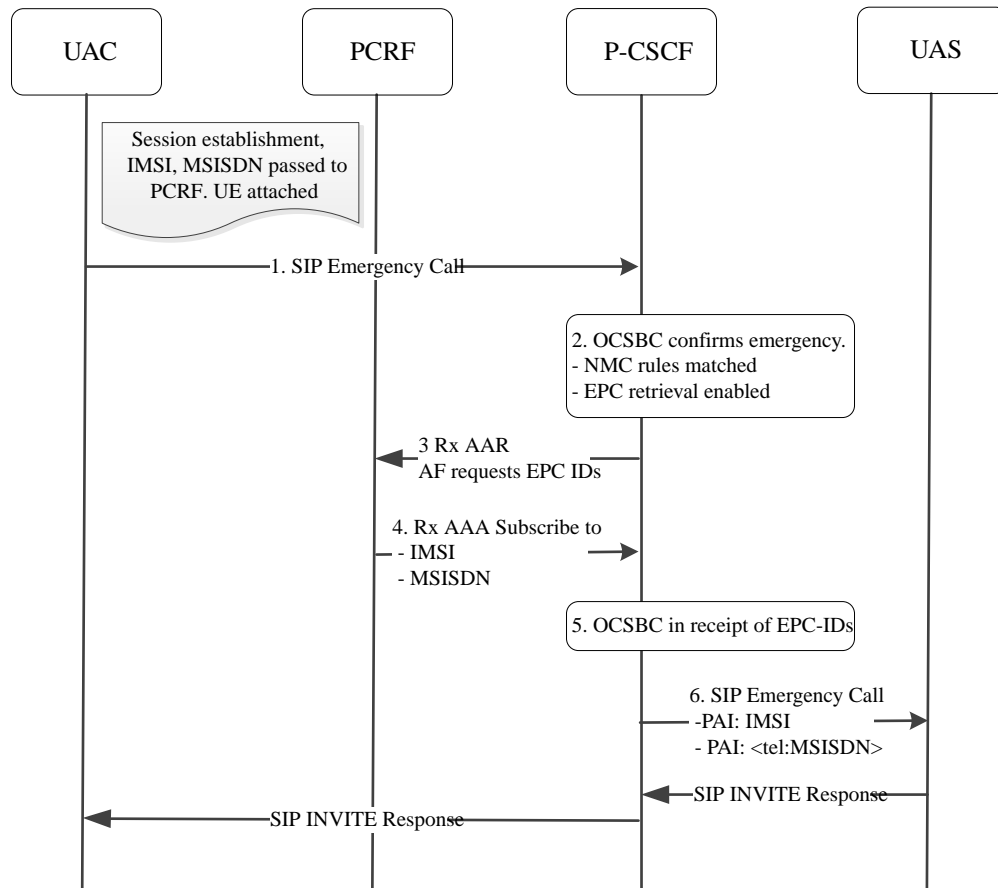 UAC
PCRF
P-CSCF
UAS
Session establishment,
IMSI, MSISDN passed to
PCRF. UE attached
1. SIP Emergency Call
2. OCSBC confirms emergency.
- NMC rules matched
- EPC retrieval enabled
3 Rx AAR
AF requests EPC IDs
4. Rx AAA Subscribe to
- IMSI
- MSISDN
5. OCSBC in receipt of EPC-IDs
6. SIP Emergency Call
-PAI: IMSI
- PAI: <tel:MSISDN>
SIP INVITE Response
SIP INVITE Response